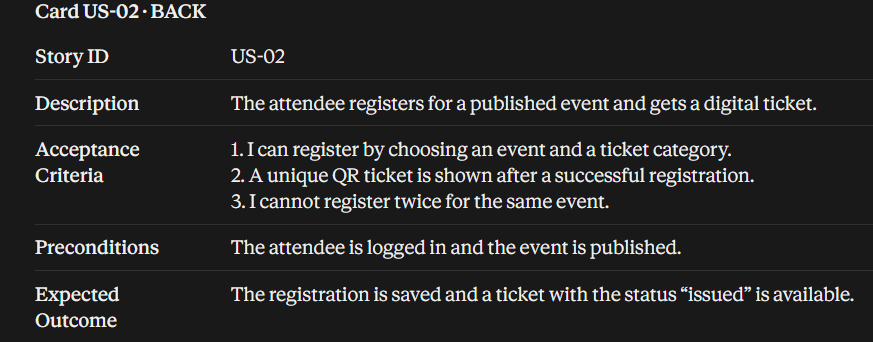 Card US-02 · BACK
Story ID US-02
Description The attendee registers for a published event and gets a digital ticket.
Acceptance Criteria 1. I can register by choosing an event and a ticket category.
2. A unique QR ticket is shown after a successful registration.
3. I cannot register twice for the same event.
Preconditions The attendee is logged in and the event is published.
Expected Outcome The registration is saved and a ticket with the status “issued” is available.